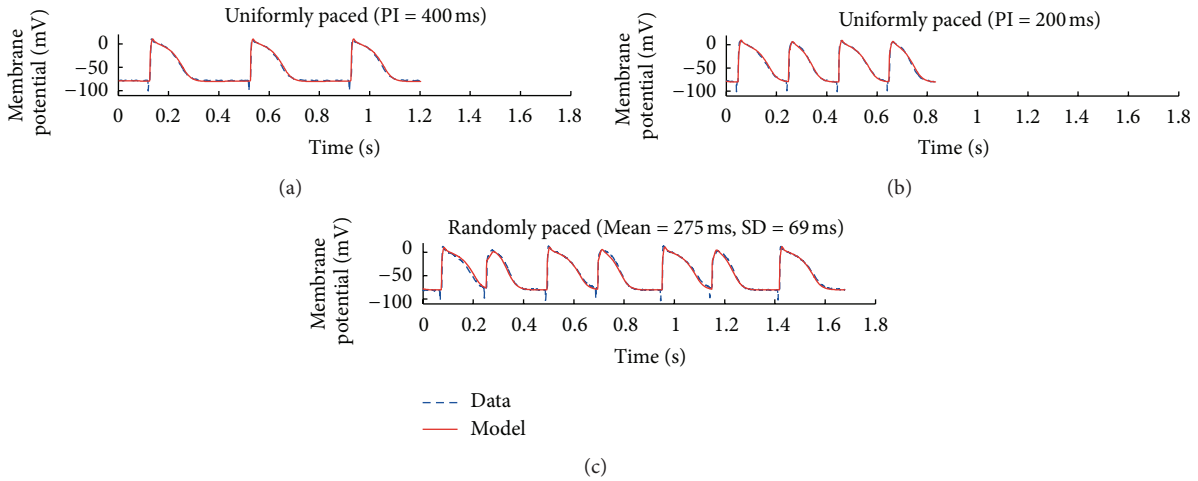 Uniformly paced (PI = 400 ms)
Membrane
potential (mV)
0
−50
−100
0 0.2 0.4 0.6 0.8 1 1.2 1.4 1.6 1.8
Time (s)
(a)
Uniformly paced (PI = 200 ms)
Membrane
potential (mV)
0
−50
−100
0 0.2 0.4 0.6 0.8 1 1.2 1.4 1.6 1.8
Time (s)
(b)
Randomly paced (Mean = 275 ms, SD = 69 ms)
Membrane
potential (mV)
0
−50
−100
0 0.2 0.4 0.6 0.8 1 1.2 1.4 1.6 1.8
Time (s)
Data
Model
(c)